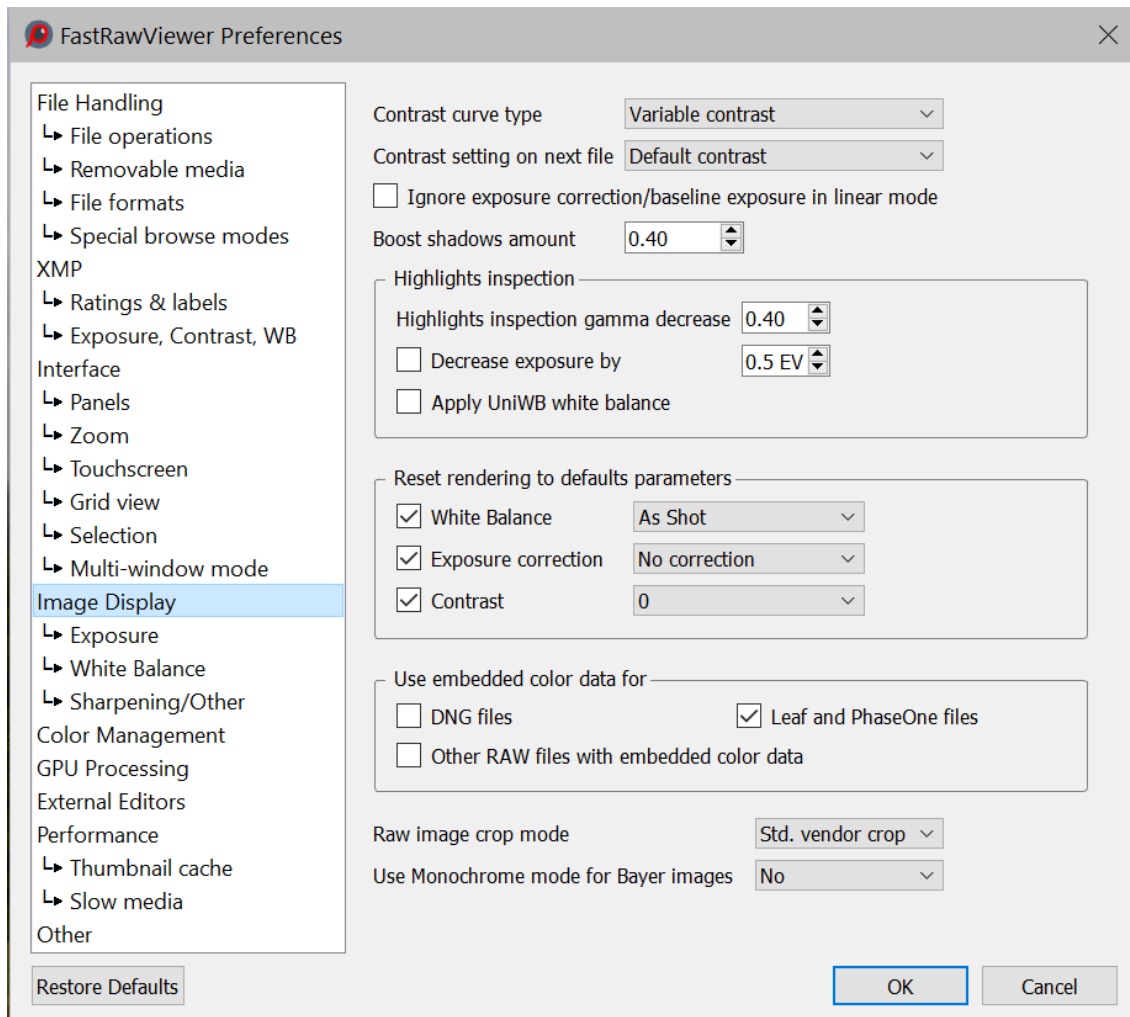 FastRawViewer Preferences
File Handling
File operations
Removable media
File formats
Special browse modes
XMP
Ratings & labels
Exposure, Contrast, WB
Interface
Panels
Zoom
Touchscreen
Grid view
Selection
Multi-window mode
Image Display
Exposure
White Balance
Sharpening/Other
Color Management
GPU Processing
External Editors
Performance
Thumbnail cache
Slow media
Other
Contrast curve type Variable contrast
Contrast setting on next file Default contrast
Ignore exposure correction/baseline exposure in linear mode
Boost shadows amount 0.40
Highlights inspection
Highlights inspection gamma decrease 0.40
Decrease exposure by 0.5 EV
Apply UniWB white balance
Reset rendering to defaults parameters
White Balance As Shot
Exposure correction No correction
Contrast 0
Use embedded color data for
DNG files Leaf and PhaseOne files
Other RAW files with embedded color data
Raw image crop mode Std. vendor crop
Use Monochrome mode for Bayer images No
Restore Defaults OK Cancel